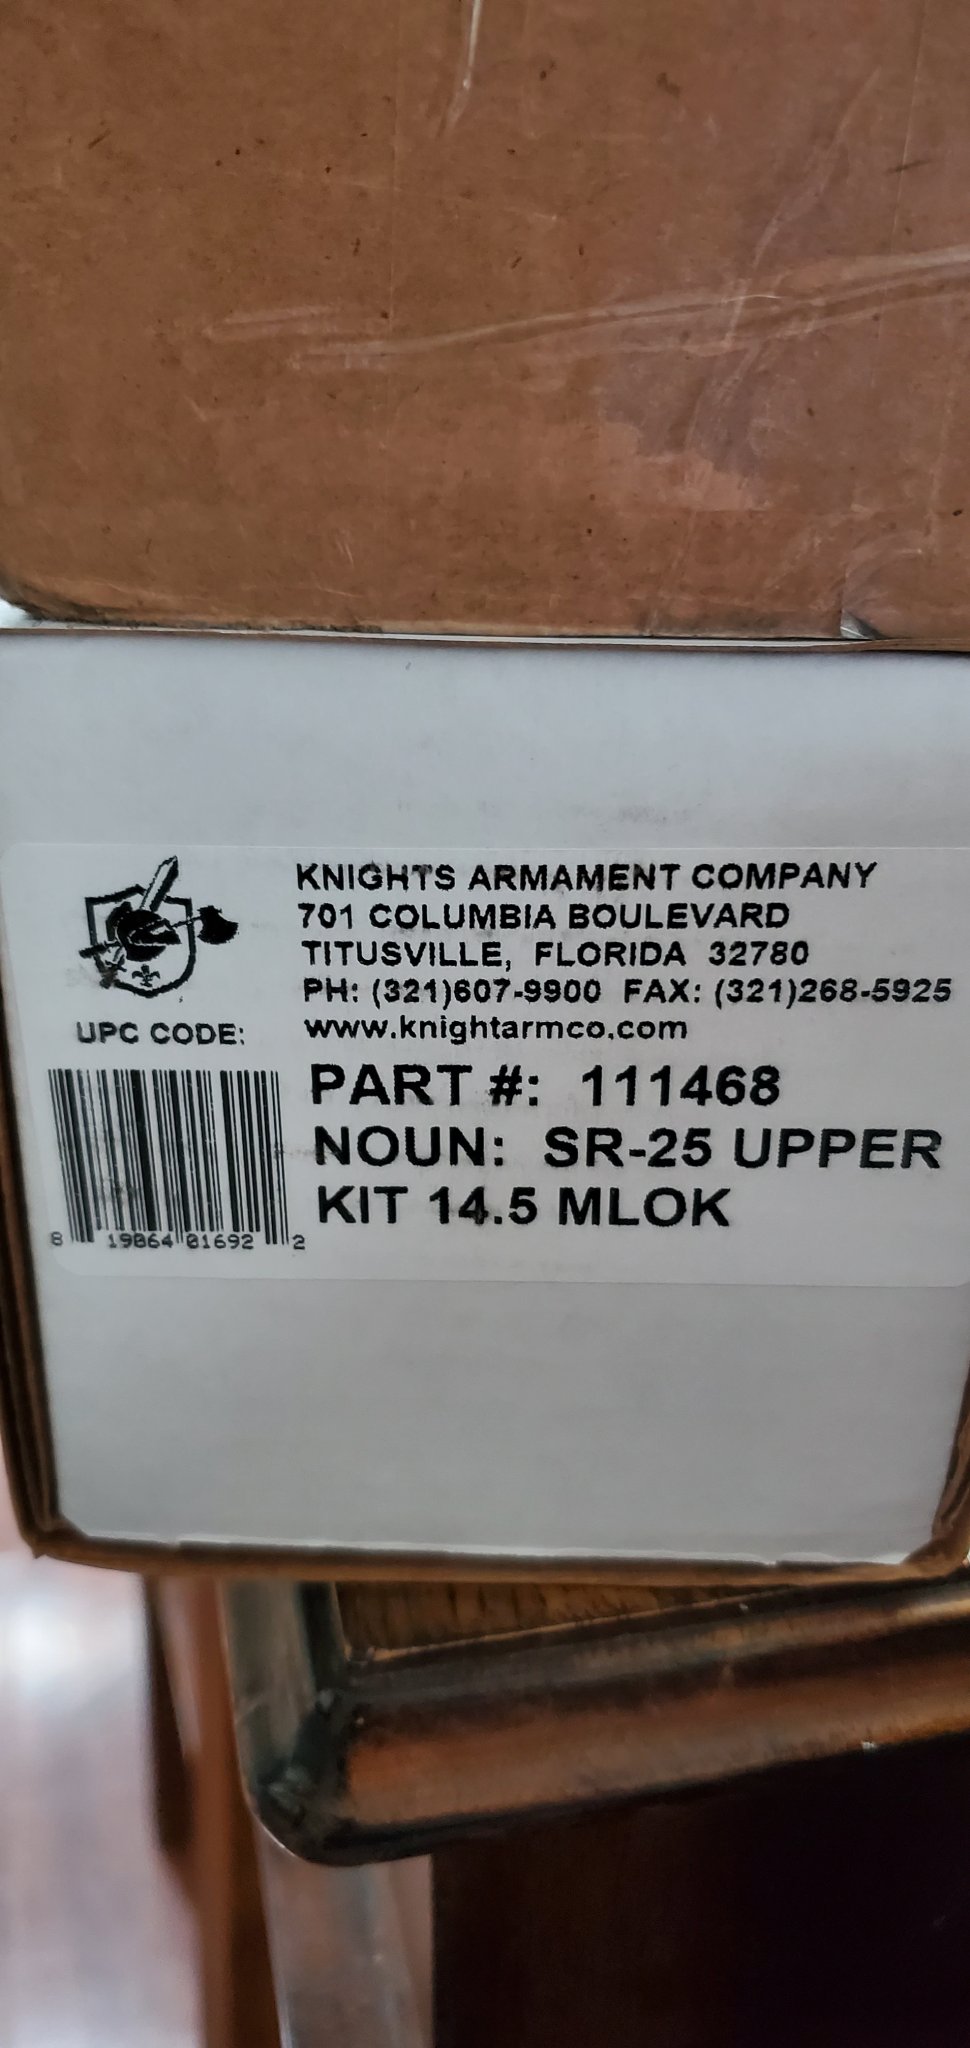 KNIGHTS ARMAMENT COMPANY
701 COLUMBIA BOULEVARD
TITUSVILLE, FLORIDA 32780
PH: (321)607-9900 FAX: (321)268-5925
www.knightarmco.com
UPC CODE:
PART #: 111468
NOUN: SR-25 UPPER
KIT 14.5 MLOK
8 19064 01692 2